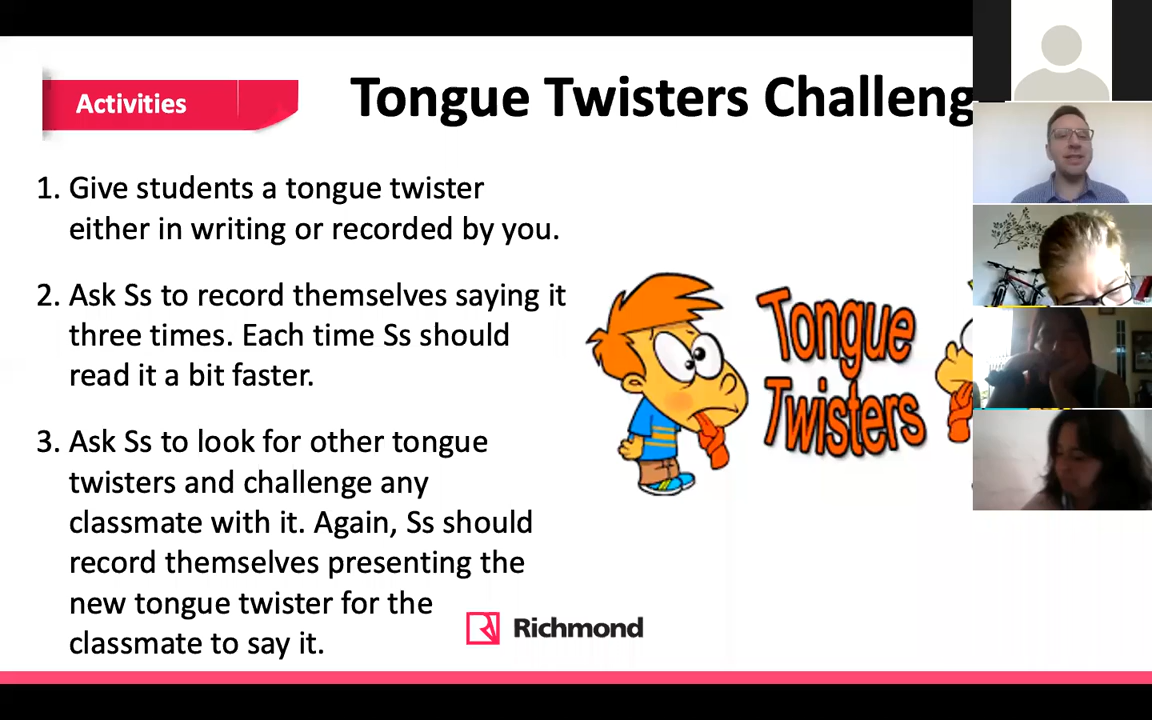 Activities
Tongue Twisters Challeng
1. Give students a tongue twister
either in writing or recorded by you.
2. Ask Ss to record themselves saying it
three times. Each time Ss should
read it a bit faster.
3. Ask Ss to look for other tongue
twisters and challenge any
classmate with it. Again, Ss should
record themselves presenting the
new tongue twister for the
classmate to say it.
Tongue
Twisters
Richmond